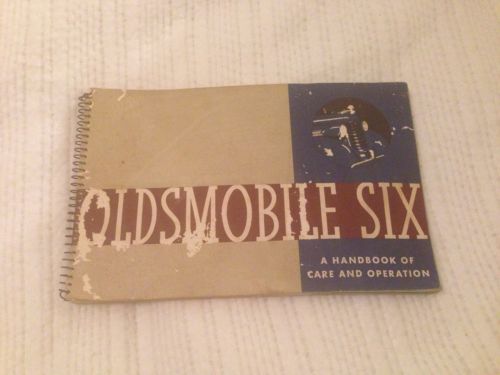 OLDSMOBILE SIX
A HANDBOOK OF
CARE AND OPERATION